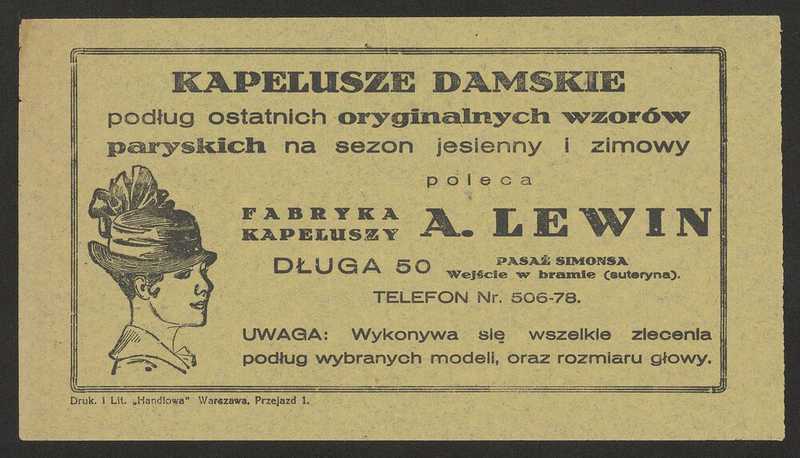 KAPELUSZE DAMSKIE
podług ostatnich oryginalnych wzorów
paryskich na sezon jesienny i zimowy
poleca
FABRYKA
KAPELUSZY
A. LEWIN
DŁUGA 50
PASAŻ SIMONSA
Wejście w bramie (suteryna).
TELEFON Nr. 506-78.
UWAGA: Wykonywa się wszelkie zlecenia
podług wybranych modeli, oraz rozmiaru głowy.
Druk. i Lit. „Handlowa" Warszawa, Przejazd 1.